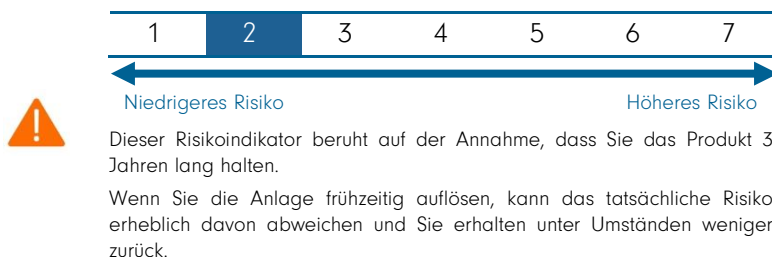 1 2 3 4 5 6 7
Niedrigeres Risiko Höheres Risiko
Dieser Risikoindikator beruht auf der Annahme, dass Sie das Produkt 3
Jahren lang halten.
Wenn Sie die Anlage frühzeitig auflösen, kann das tatsächliche Risiko
erheblich davon abweichen und Sie erhalten unter Umständen weniger
zurück.